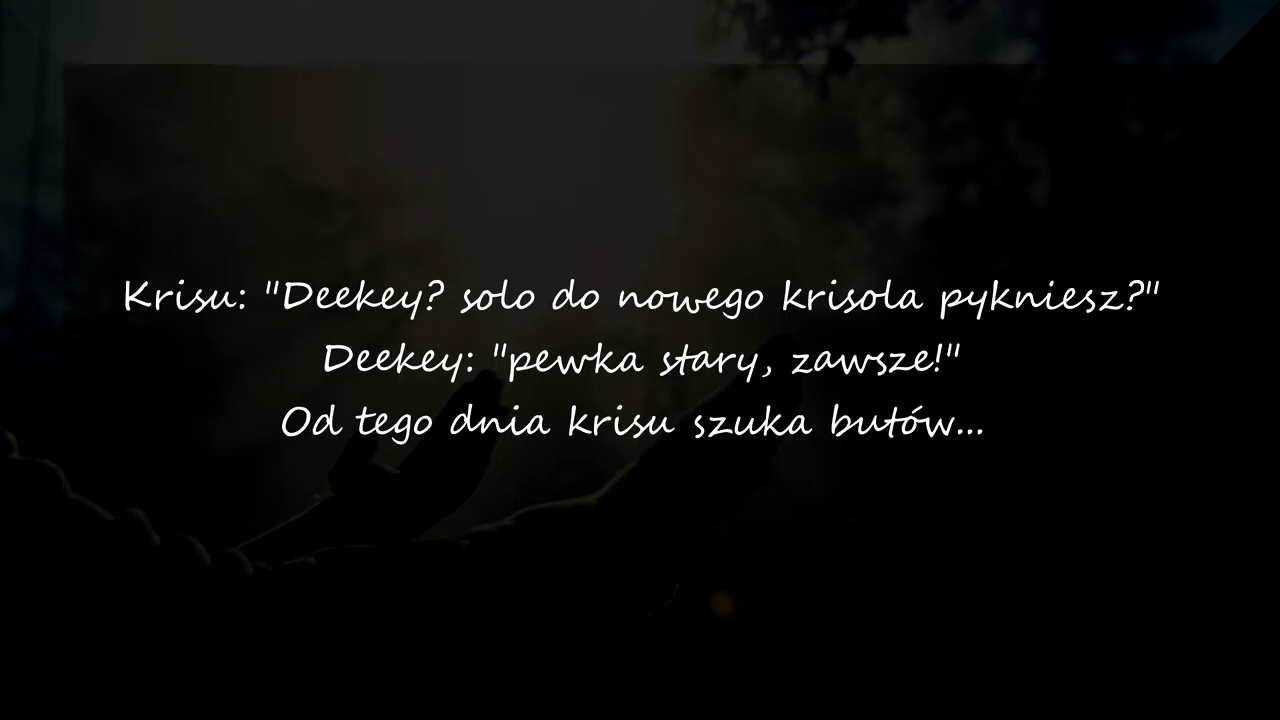 Krisu: "Deekey? solo do nowego krisola pykniesz?"
Deekey: "pewka stary, zawsze!"
Od tego dnia krisu szuka butów...